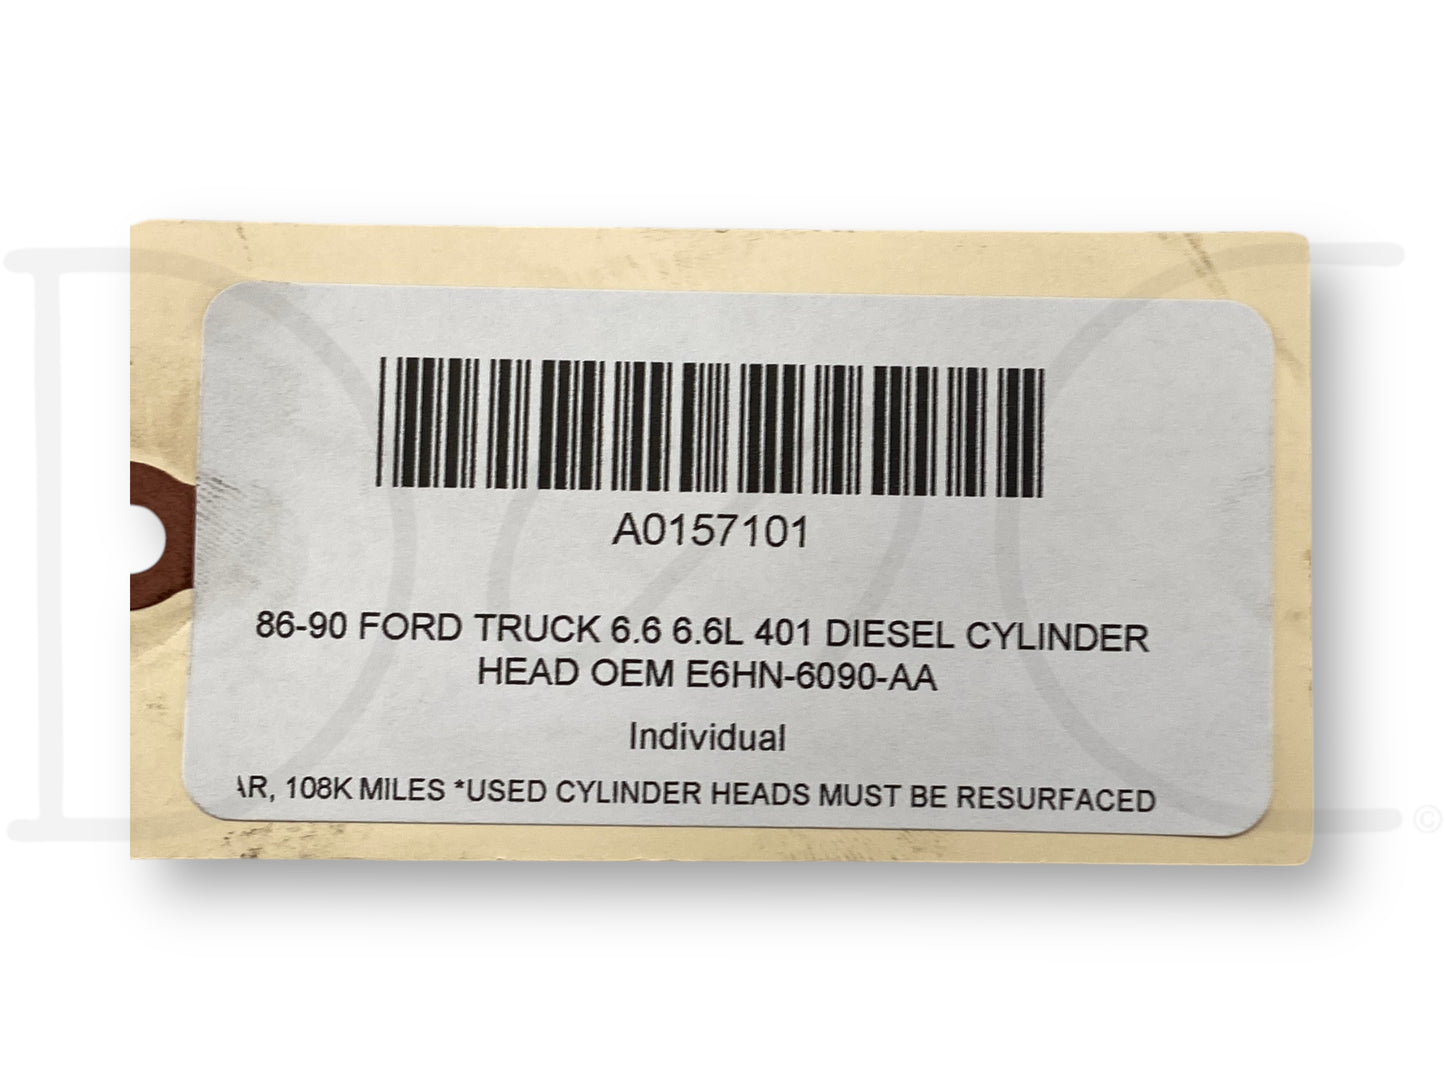 A0157101
86-90 FORD TRUCK 6.6 6.6L 401 DIESEL CYLINDER
HEAD OEM E6HN-6090-AA
Individual
108K MILES *USED CYLINDER HEADS MUST BE RESURFACED
©